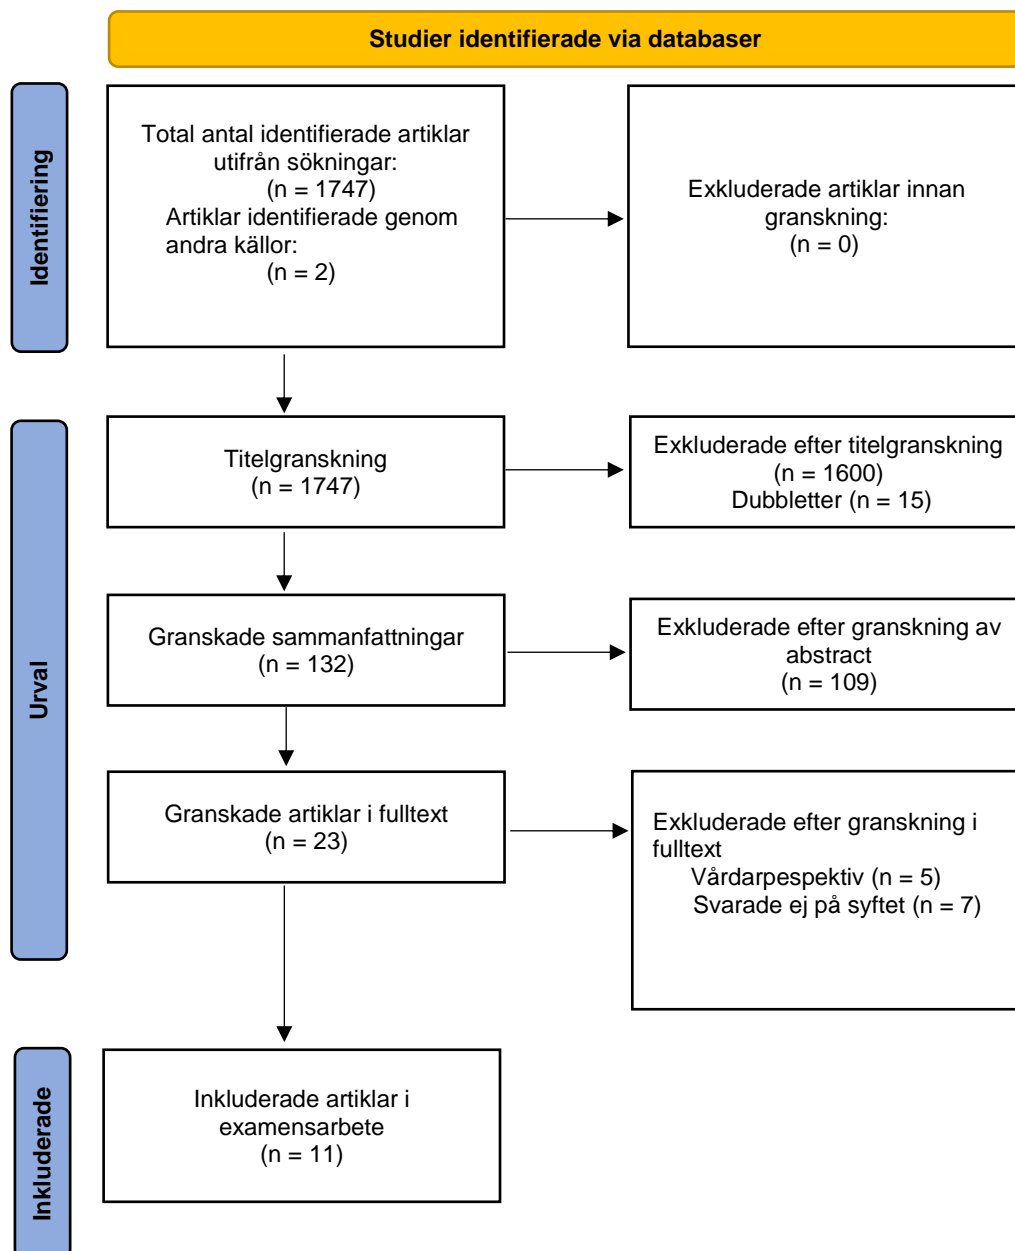 Studier identifierade via databaser
Identifiering
Total antal identifierade artiklar
utifrån sökningar:
(n = 1747)
Artiklar identifierade genom
andra källor:
(n = 2)
Exkluderade artiklar innan
granskning:
(n = 0)
Urval
Titelgranskning
(n = 1747)
Exkluderade efter titelgranskning
(n = 1600)
Dubbletter (n = 15)
Granskade sammanfattningar
(n = 132)
Exkluderade efter granskning av
abstract
(n = 109)
Granskade artiklar i fulltext
(n = 23)
Exkluderade efter granskning i
fulltext
Vårdarpespektiv (n = 5)
Svarade ej på syftet (n = 7)
Inkluderade
Inkluderade artiklar i
examensarbete
(n = 11)